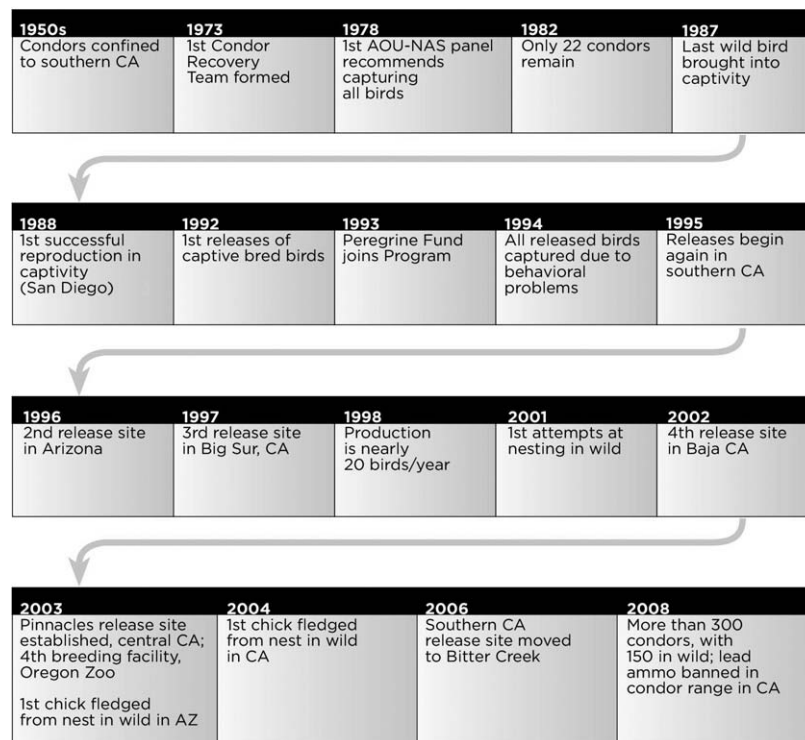 1950s
Condors confined
to southern CA
1973
1st Condor
Recovery
Team formed
1978
1st AOU-NAS panel
recommends
capturing
all birds
1982
Only 22 condors
remain
1987
Last wild bird
brought into
captivity
1988
1st successful
reproduction in
captivity
(San Diego)
1992
1st releases of
captive bred birds
1993
Peregrine Fund
joins Program
1994
All released birds
captured due to
behavioral
problems
1995
Releases begin
again in
southern CA
1996
2nd release site
in Arizona
1997
3rd release site
in Big Sur, CA
1998
Production
is nearly
20 birds/year
2001
1st attempts at
nesting in wild
2002
4th release site
in Baja CA
2003
Pinnacles release site
established, central CA;
4th breeding facility,
Oregon Zoo
1st chick fledged
from nest in wild in AZ
2004
1st chick fledged
from nest in wild
in CA
2006
Southern CA
release site moved
to Bitter Creek
2008
More than 300
condors, with
150 in wild; lead
ammo banned in
condor range in CA